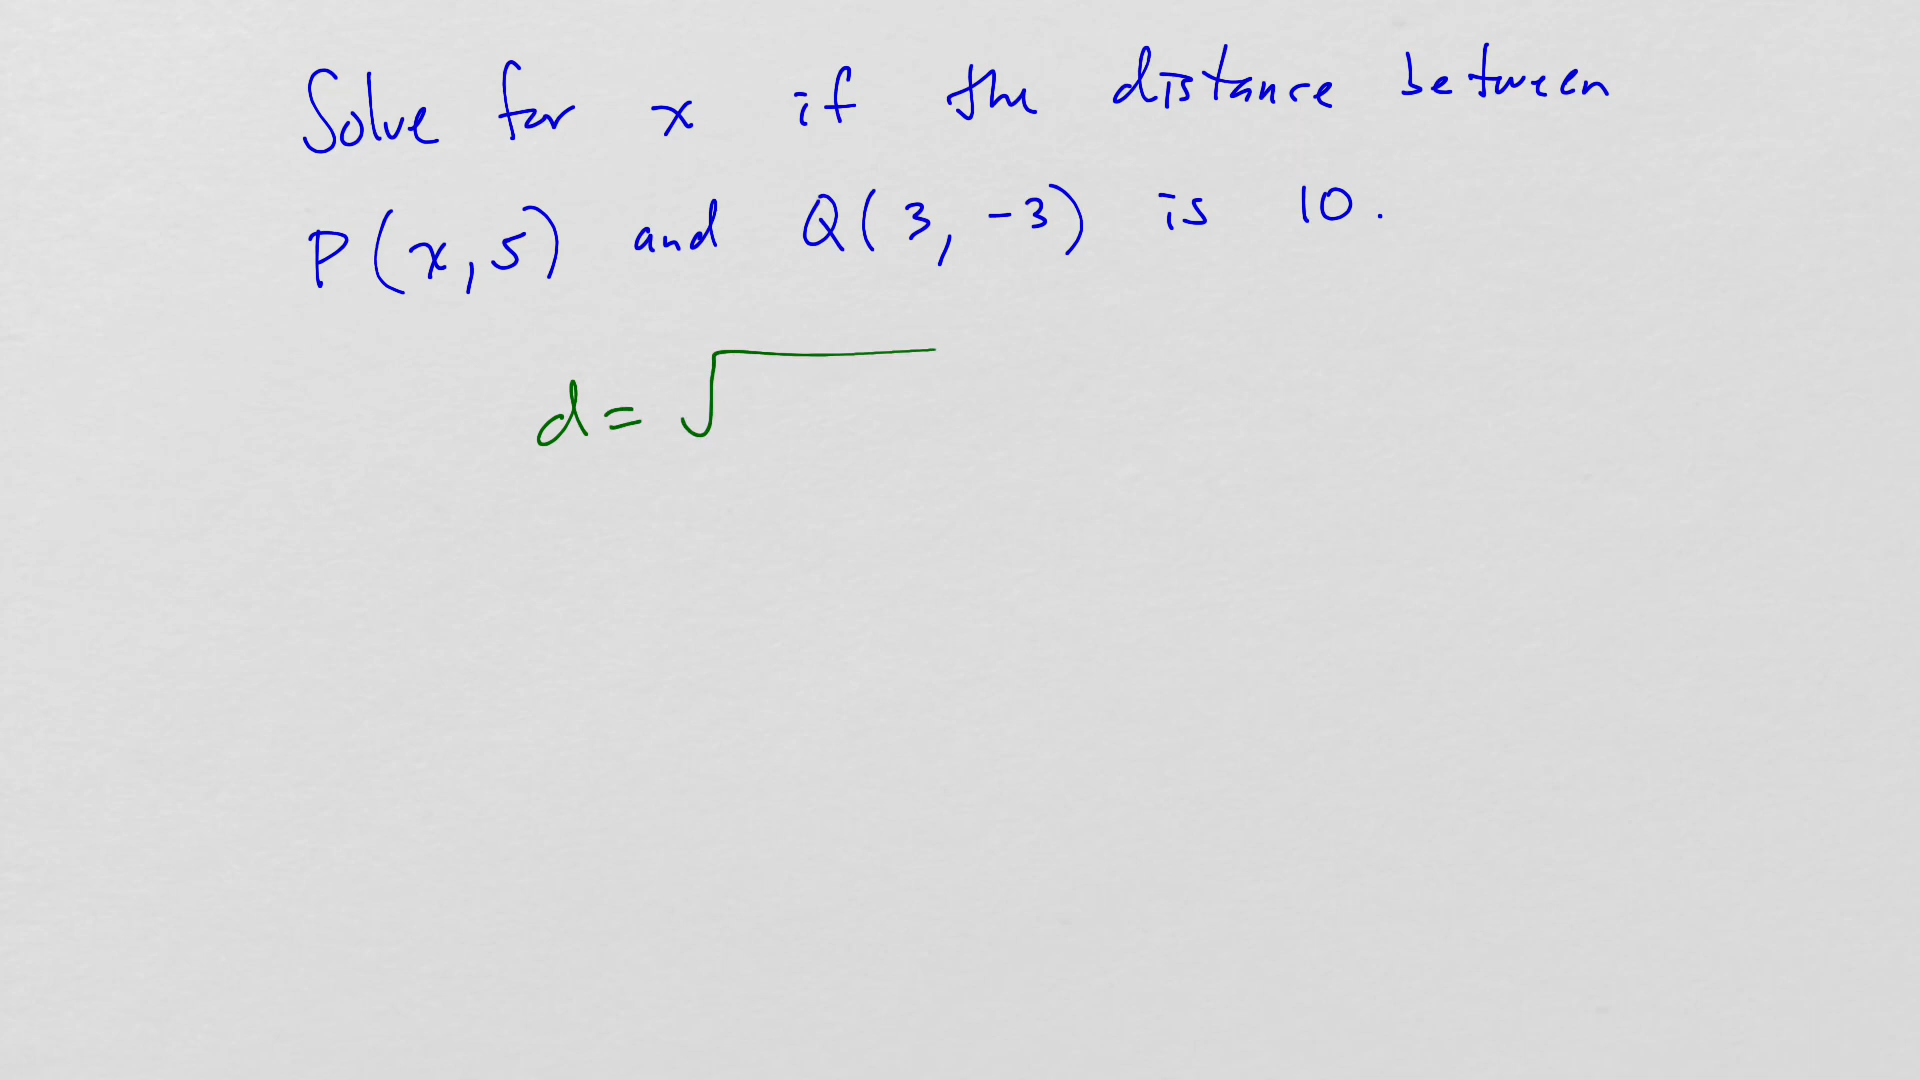 Solve for x if the distance between
P(x,5) and Q(3,-3) is 10.
d=√